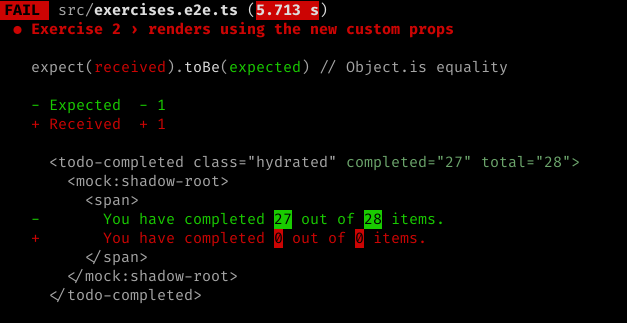 FAIL src/exercises.e2e.ts (5.713 s)
● Exercise 2 › renders using the new custom props
expect(received).toBe(expected) // Object.is equality
- Expected - 1
+ Received + 1
<todo-completed class="hydrated" completed="27" total="28">
<mock:shadow-root>
<span>
- You have completed 27 out of 28 items.
+ You have completed 0 out of 0 items.
</span>
</mock:shadow-root>
</todo-completed>